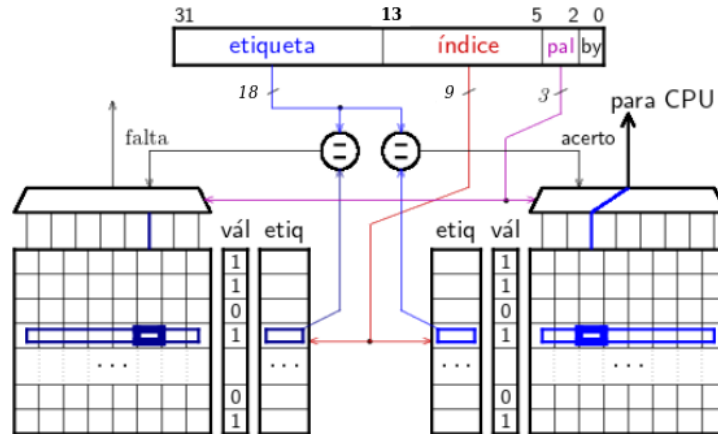 31 13 5 2 0
etiqueta índice pal by
18 9 3
para CPU
falta acerto
vál etiq etiq vál
1 1
1 1
0 0
1 1
... ... ... ...
0 0
1 1